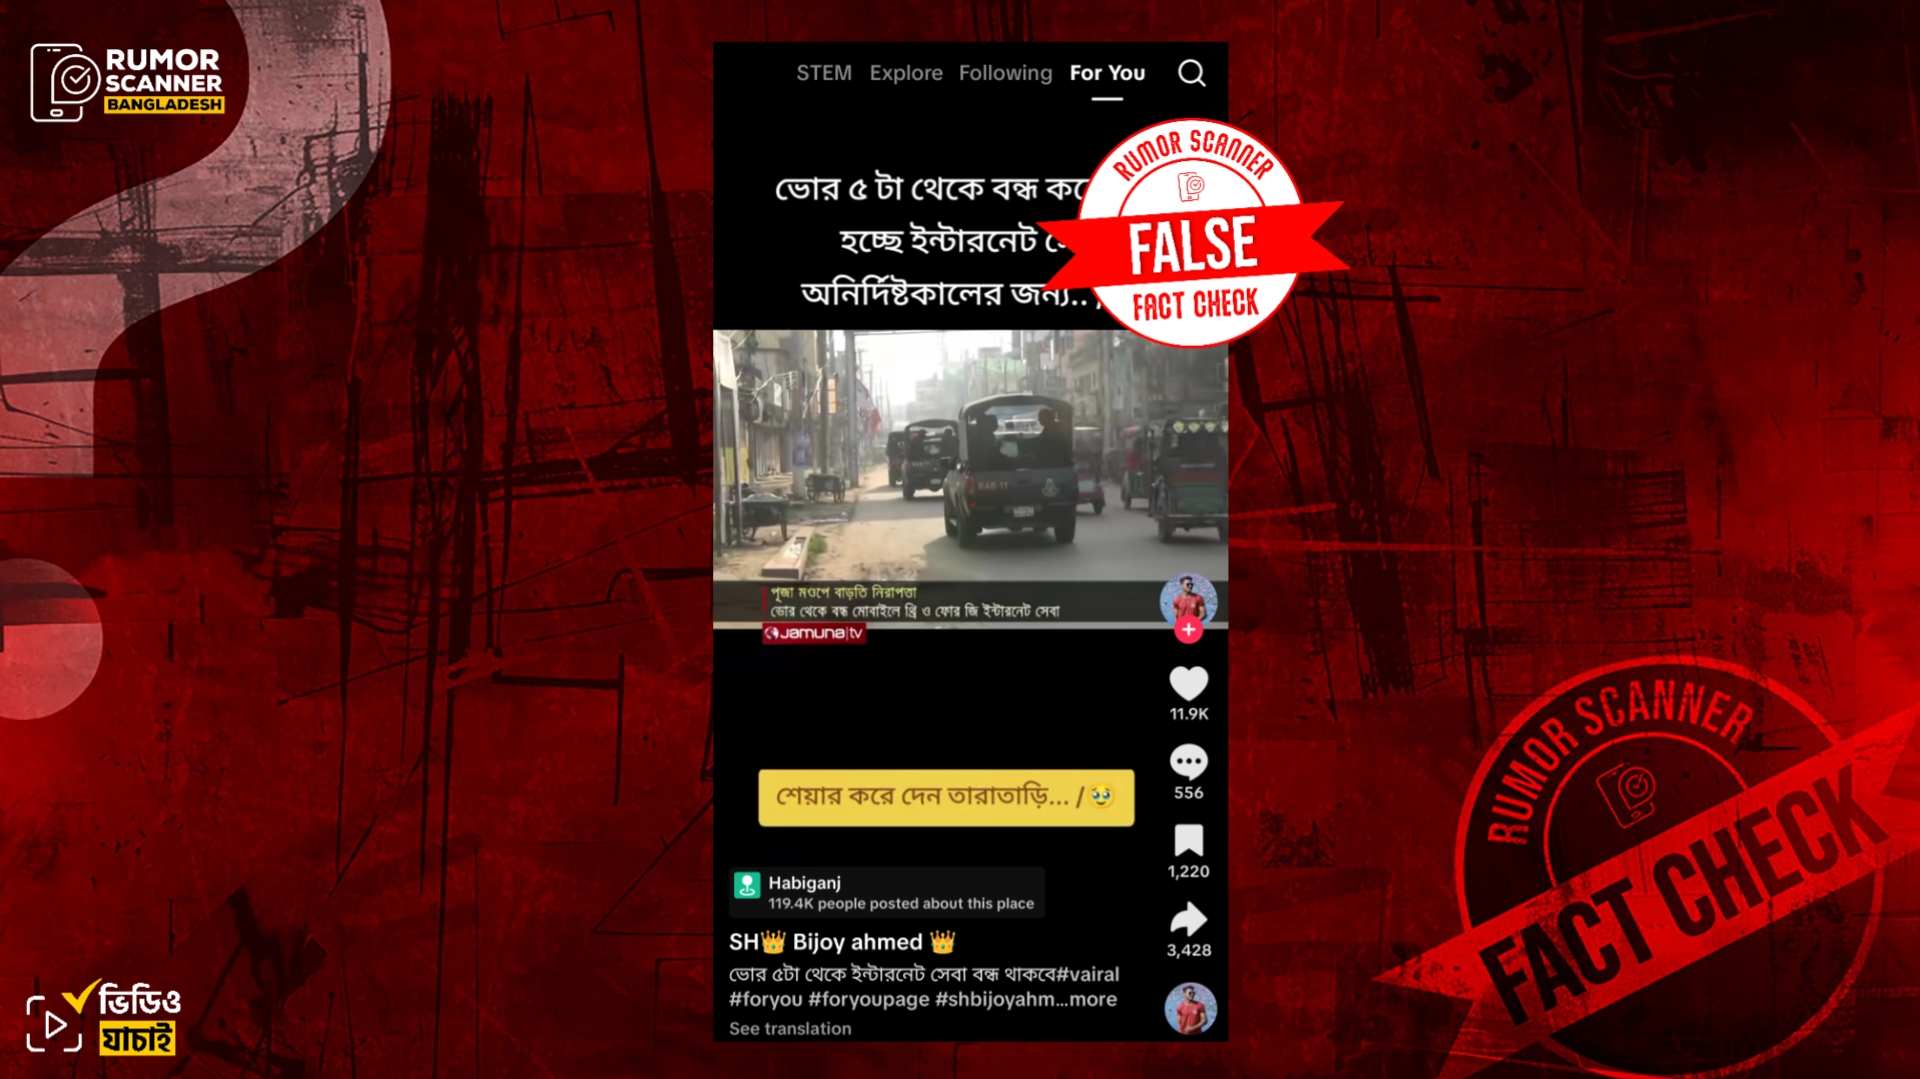 RUMOR
SCANNER
BANGLADESH
STEM Explore Following For You
ভোর ৫ টা থেকে বন্ধ
হচ্ছে ইন্টারনেট
অনির্দিষ্টকালের জন্য..
RUMOR SCANNER
FALSE
FACT CHECK
RAB-11
পূজা মণ্ডপে বাড়তি নিরাপত্তা
ভোর থেকে বন্ধ মোবাইলে থ্রি ও ফোর জি ইন্টারনেট সেবা
Jamuna|tv
11.9K
556
শেয়ার করে দেন তারাতাড়ি... /🥹
1,220
Habiganj
119.4K people posted about this place
3,428
SH👑 Bijoy ahmed 👑
ভোর ৫টা থেকে ইন্টারনেট সেবা বন্ধ থাকবে#vairal
#foryou #foryoupage #shbijoyahm...more
See translation
ভিডিও
যাচাই
RUMOR SCANNER
FACT CHECK